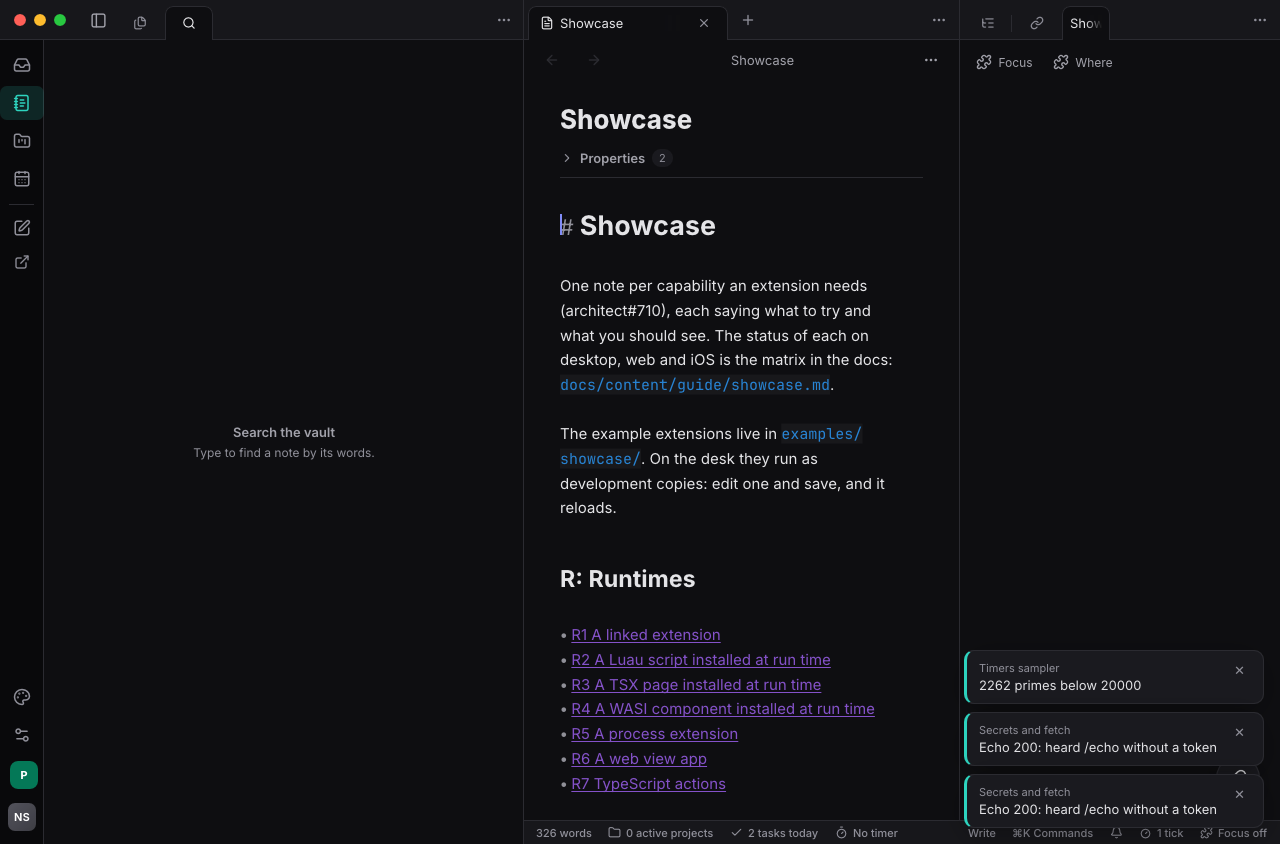 Showcase
Show
Showcase
Focus
Where
Showcase
Properties 2
# Showcase
One note per capability an extension needs
(architect#710), each saying what to try and
what you should see. The status of each on
desktop, web and iOS is the matrix in the docs:
docs/content/guide/showcase.md.
The example extensions live in examples/
showcase/. On the desk they run as
development copies: edit one and save, and it
reloads.
R: Runtimes
• R1 A linked extension
• R2 A Luau script installed at run time
• R3 A TSX page installed at run time
• R4 A WASI component installed at run time
• R5 A process extension
• R6 A web view app
• R7 TypeScript actions
Search the vault
Type to find a note by its words.
Timers sampler
2262 primes below 20000
Secrets and fetch
Echo 200: heard /echo without a token
Secrets and fetch
Echo 200: heard /echo without a token
P
NS
326 words
0 active projects
2 tasks today
No timer
Write
⌘K Commands
1 tick
Focus off